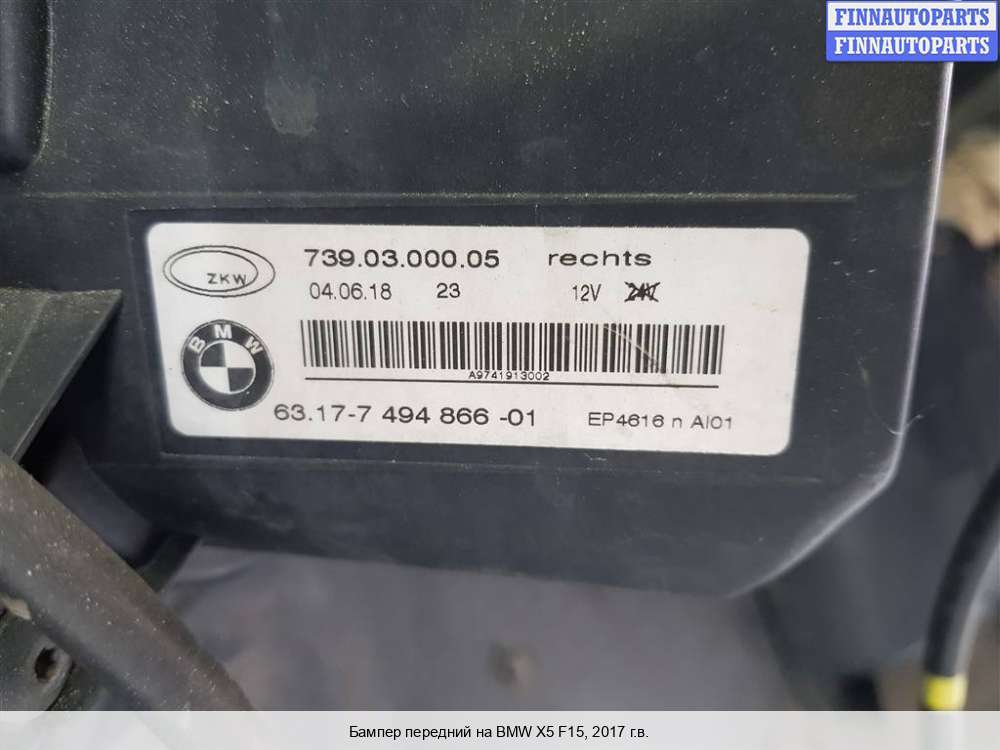 FINNAUTOPARTS
FINNAUTOPARTS
ZKW
739.03.000.05 rechts
04.06.18 23 12V 24V
BMW
A9741913002
63.17-7 494 866 -01 EP4616 n AI01
Бампер передний на BMW X5 F15, 2017 г.в.